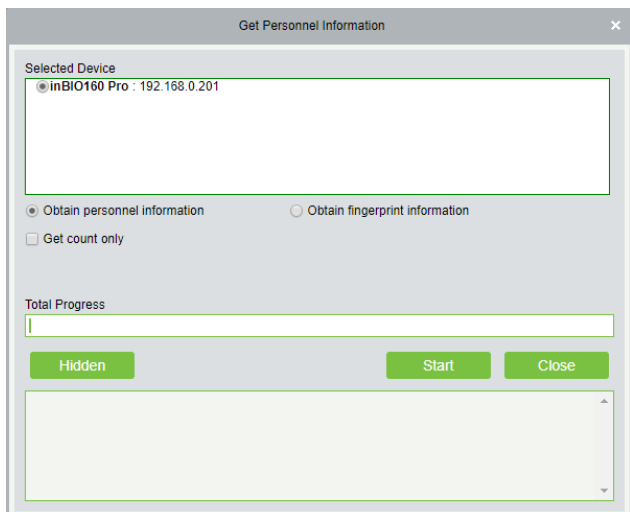 Get Personnel Information
Selected Device
inBIO160 Pro : 192.168.0.201
Obtain personnel information Obtain fingerprint information
Get count only
Total Progress
Hidden Start Close